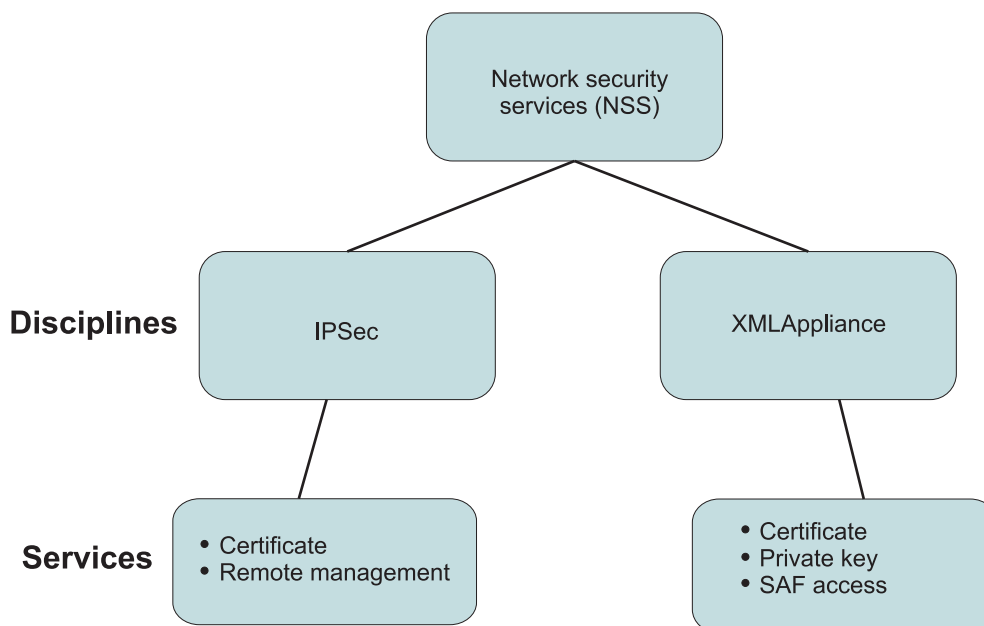 Network security
services (NSS)
Disciplines
IPSec
XMLAppliance
Services
• Certificate
• Remote management
• Certificate
• Private key
• SAF access